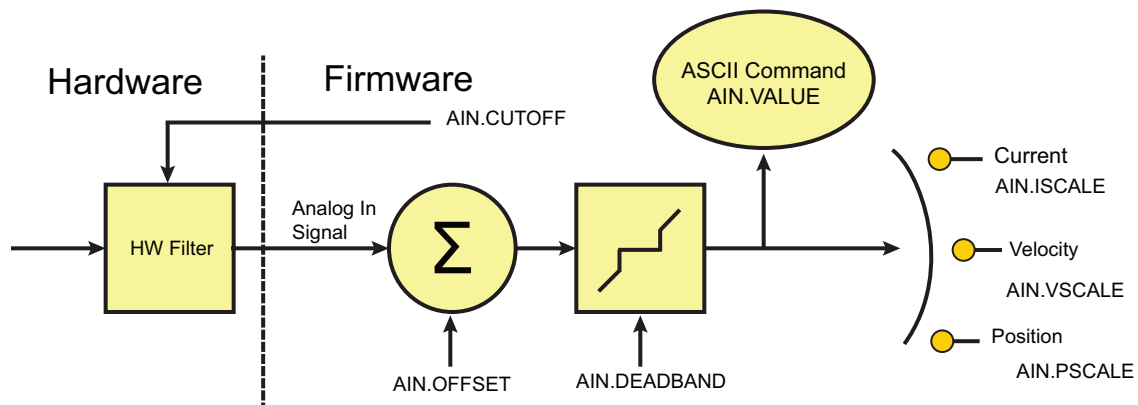 Hardware
Firmware
ASCII Command
AIN.VALUE
AIN.CUTOFF
Current
AIN.ISCALE
Analog In
Signal
HW Filter
Σ
Velocity
AIN.VSCALE
Position
AIN.PSCALE
AIN.OFFSET
AIN.DEADBAND